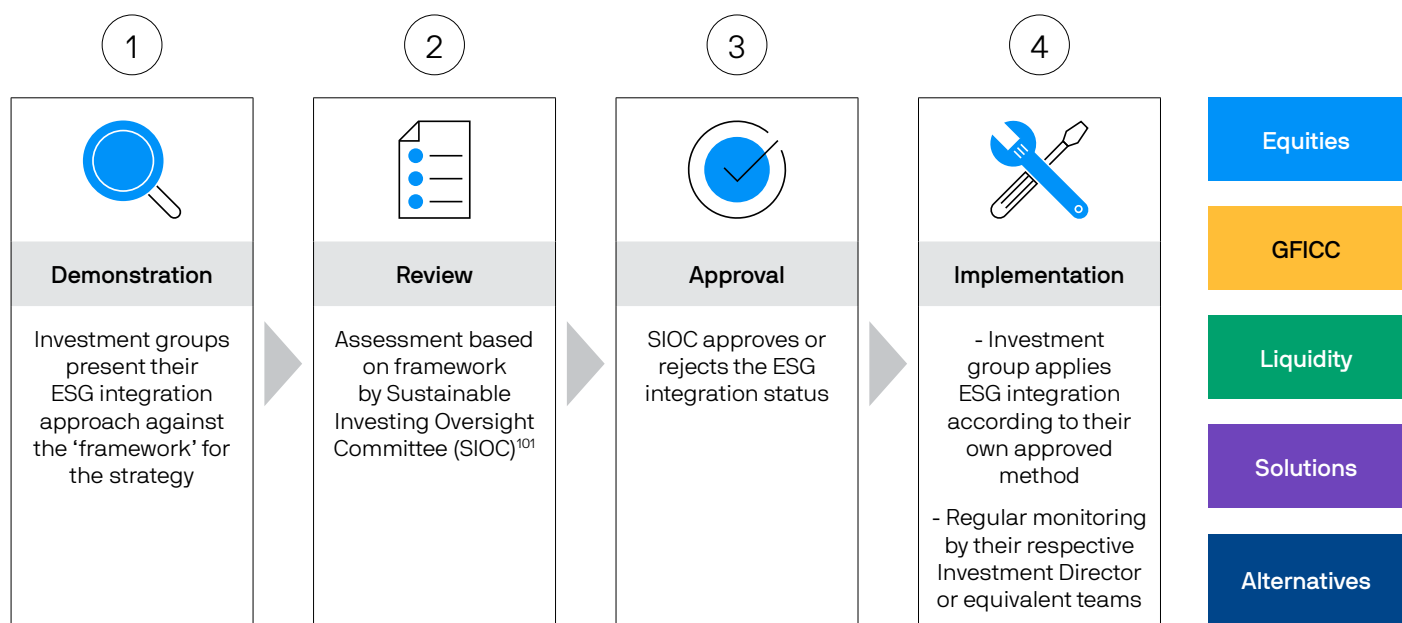 1
Demonstration
Investment groups
present their
ESG integration
approach against
the ‘framework’ for
the strategy
2
Review
Assessment based
on framework
by Sustainable
Investing Oversight
Committee (SIOC)101
3
Approval
SIOC approves or
rejects the ESG
integration status
4
Implementation
- Investment
group applies
ESG integration
according to their
own approved
method
- Regular monitoring
by their respective
Investment Director
or equivalent teams
Equities
GFICC
Liquidity
Solutions
Alternatives